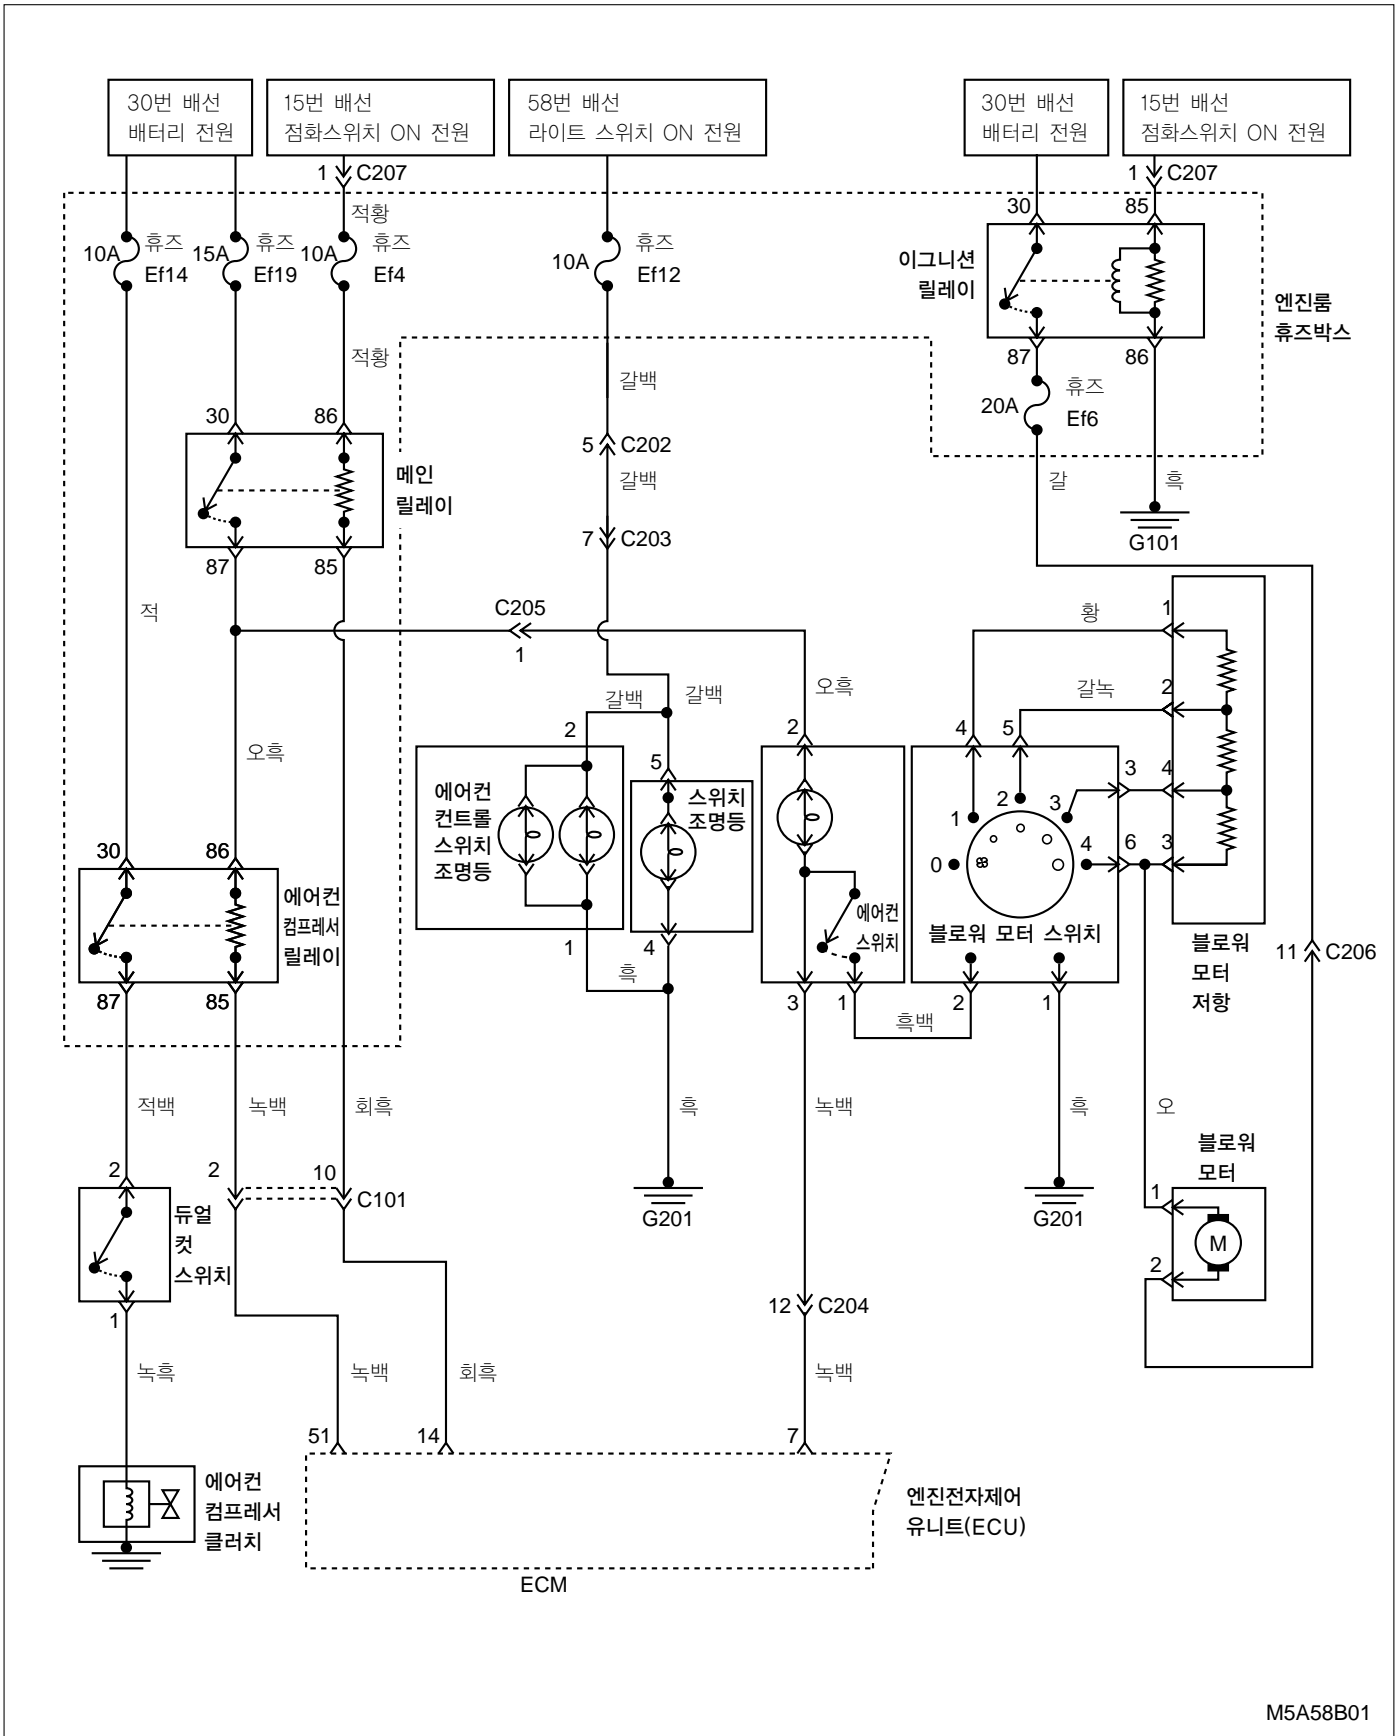 30번 배선
배터리 전원
15번 배선
점화스위치 ON 전원
58번 배선
라이트 스위치 ON 전원
30번 배선
배터리 전원
15번 배선
점화스위치 ON 전원
1 C207
1 C207
적황
30 85
10A 휴즈 Ef14
15A 휴즈 Ef19
10A 휴즈 Ef4
10A 휴즈 Ef12
이그니션
릴레이
엔진룸
휴즈박스
적황
87 86
갈백
20A 휴즈 Ef6
30 86
5 C202
메인
릴레이
갈백
갈
흑
7 C203
G101
87 85
적
C205
1
황
1
오흑
갈백
갈백
갈녹
2
오흑
2
5
2
4 5
3 4
에어컨
컨트롤
스위치
조명등
스위치
조명등
1 2 3
0 4
6 3
30 86
에어컨
컴프레서
릴레이
에어컨
스위치
블로워 모터 스위치
블로워
모터
저항
11 C206
1
4
흑
87 85
3 1
2 1
흑백
적백
녹백
회흑
흑
녹백
흑
오
블로워
모터
2
2 10
C101
G201
G201
1
M
2
듀얼
컷
스위치
1
12 C204
녹흑
녹백
회흑
녹백
51 14 7
에어컨
컴프레서
클러치
엔진전자제어
유니트(ECU)
ECM
M5A58B01